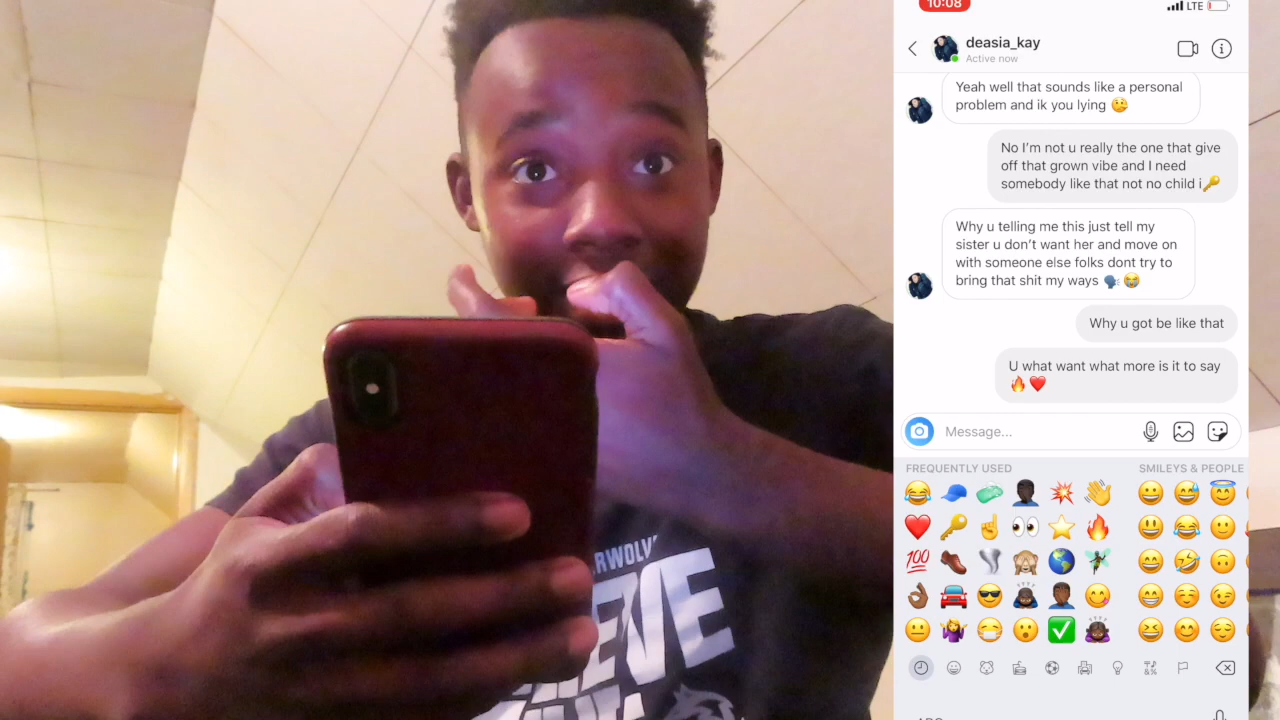 10:08
LTE
deasia_kay
Active now
Yeah well that sounds like a personal
problem and ik you lying 🤨
No I’m not u really the one that give
off that grown vibe and I need
somebody like that not no child i🔑
Why u telling me this just tell my
sister u don’t want her and move on
with someone else folks dont try to
bring that shit my ways 🗣😭
Why u got be like that
U what want what more is it to say
🔥❤️
Message...
FREQUENTLY USED
SMILEYS & PEOPLE